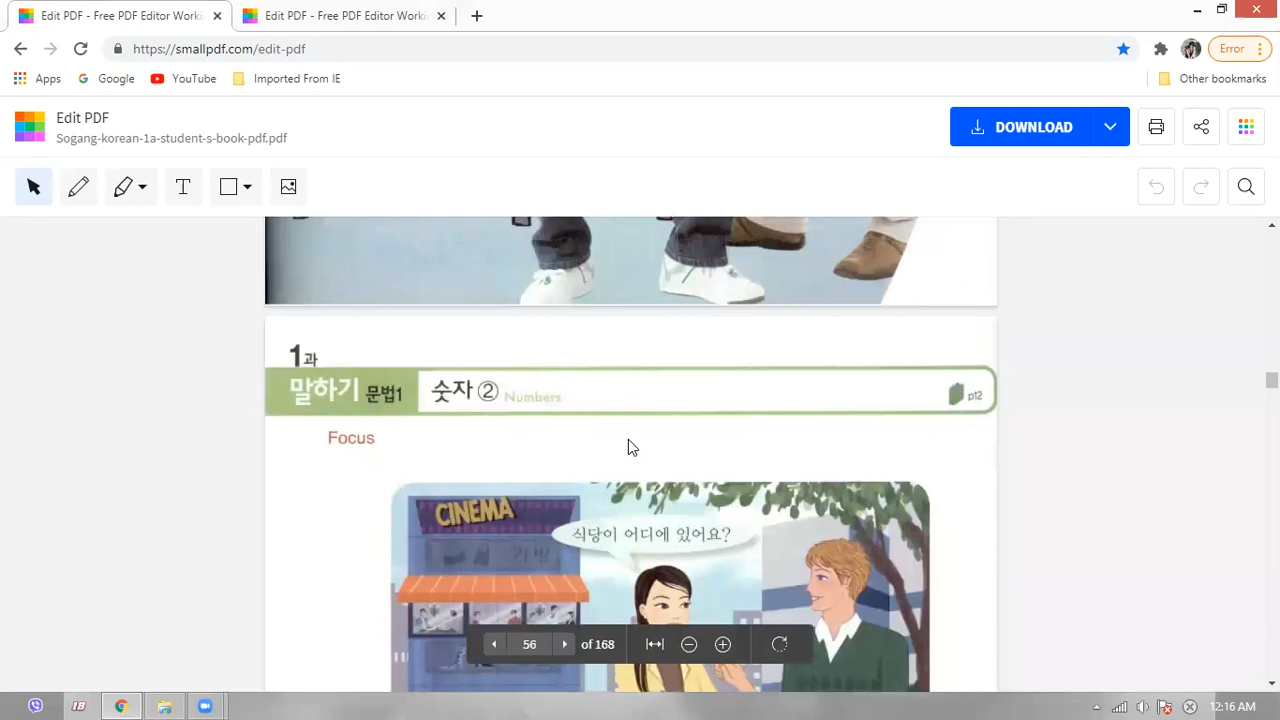 Edit PDF - Free PDF Editor Worki
Edit PDF - Free PDF Editor Worki
https://smallpdf.com/edit-pdf
Error
Apps
Google
YouTube
Imported From IE
Other bookmarks
Edit PDF
Sogang-korean-1a-student-s-book-pdf.pdf
DOWNLOAD
T
1과
말하기 문법1
숫자 ② Numbers
p12
Focus
CINEMA
식당이 어디에 있어요?
56 of 168
12:16 AM